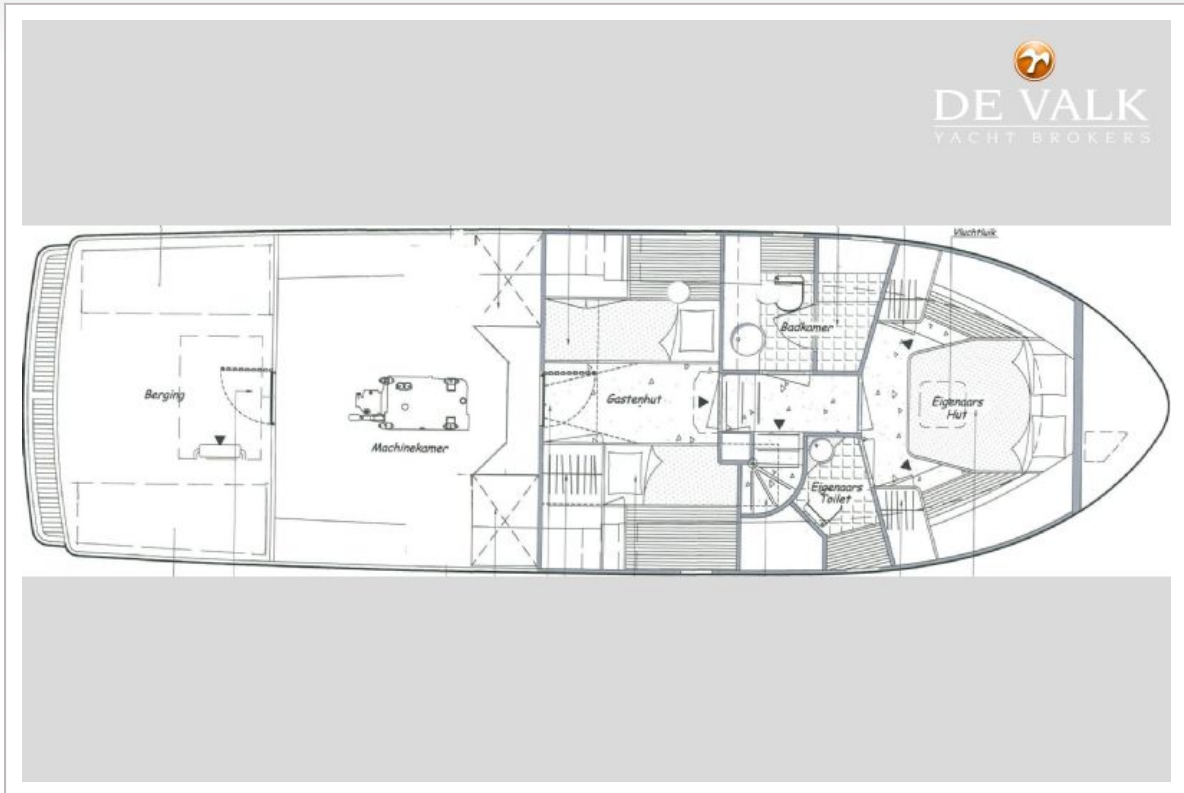 DE VALK
YACHT BROKERS
Vluchtluik
Badkamer
Berging
Gastenhut
Eigenaars
Hut
Machinekamer
Eigenaars
Toilet